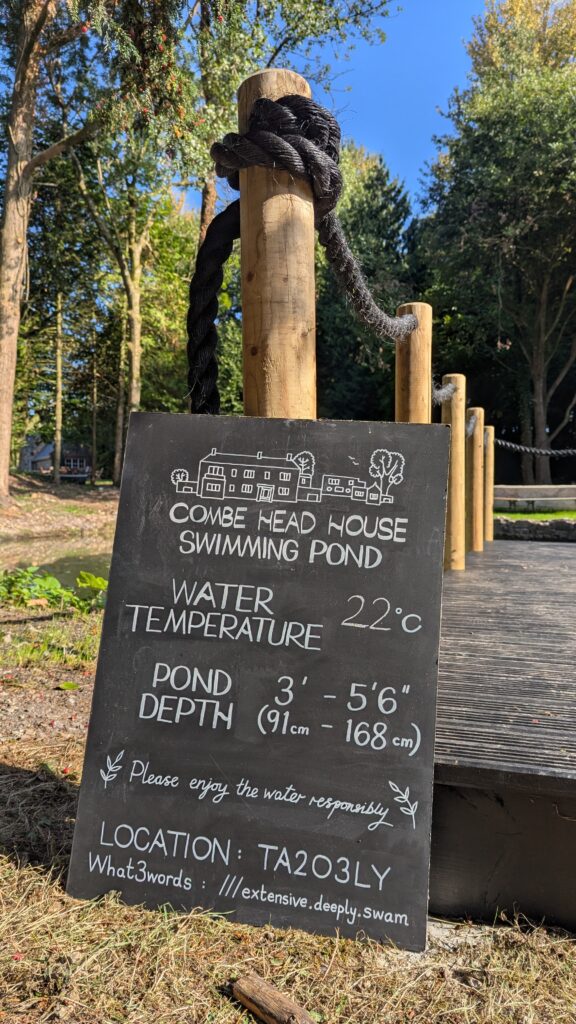 COMBE HEAD HOUSE
SWIMMING POND
WATER
TEMPERATURE 22°C
POND
DEPTH
3' - 5'6"
(91cm - 168cm)
Please enjoy the water responsibly
LOCATION: TA203LY
What3words: ///extensive.deeply.swam